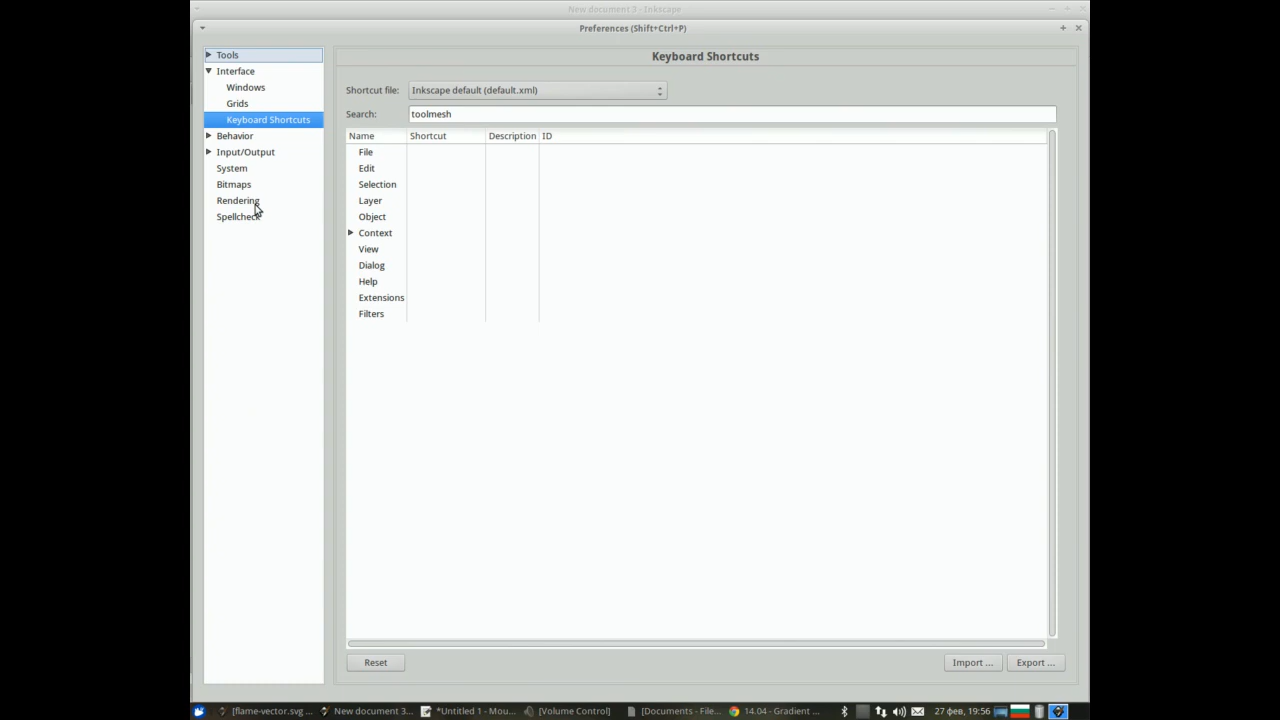 New document 3 - Inkscape
Preferences (Shift+Ctrl+P)
Tools
Interface
Windows
Grids
Keyboard Shortcuts
Behavior
Input/Output
System
Bitmaps
Rendering
Spellcheck
Keyboard Shortcuts
Shortcut file: Inkscape default (default.xml)
Search: toolmesh
Name Shortcut Description ID
File
Edit
Selection
Layer
Object
Context
View
Dialog
Help
Extensions
Filters
Reset Import ... Export ...
[flame-vector.svg ... New document 3... *Untitled 1 - Mou... [Volume Control] [Documents - File... 14.04 - Gradient ... 27 фев, 19:56